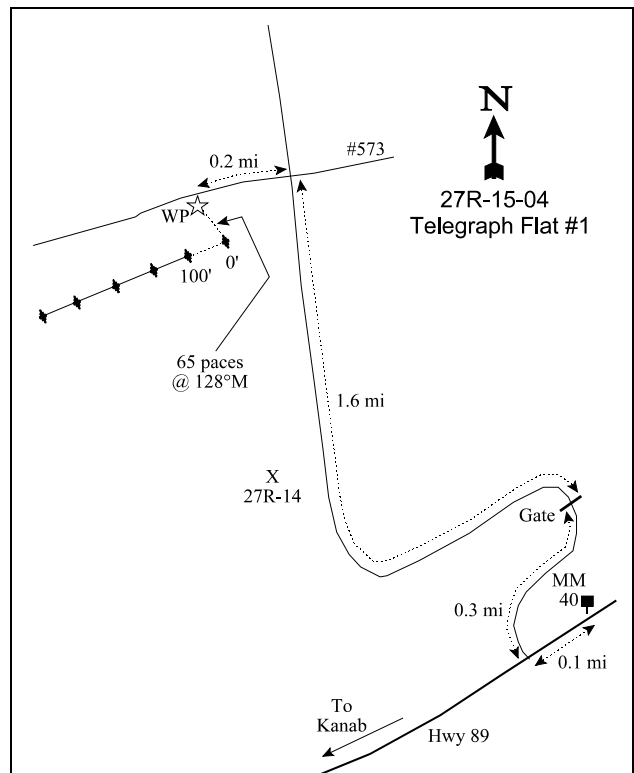 N
27R-15-04
Telegraph Flat #1
#573
0.2 mi
WP
100'
0'
65 paces
@ 128°M
1.6 mi
X
27R-14
Gate
MM
40
0.3 mi
0.1 mi
To
Kanab
Hwy 89